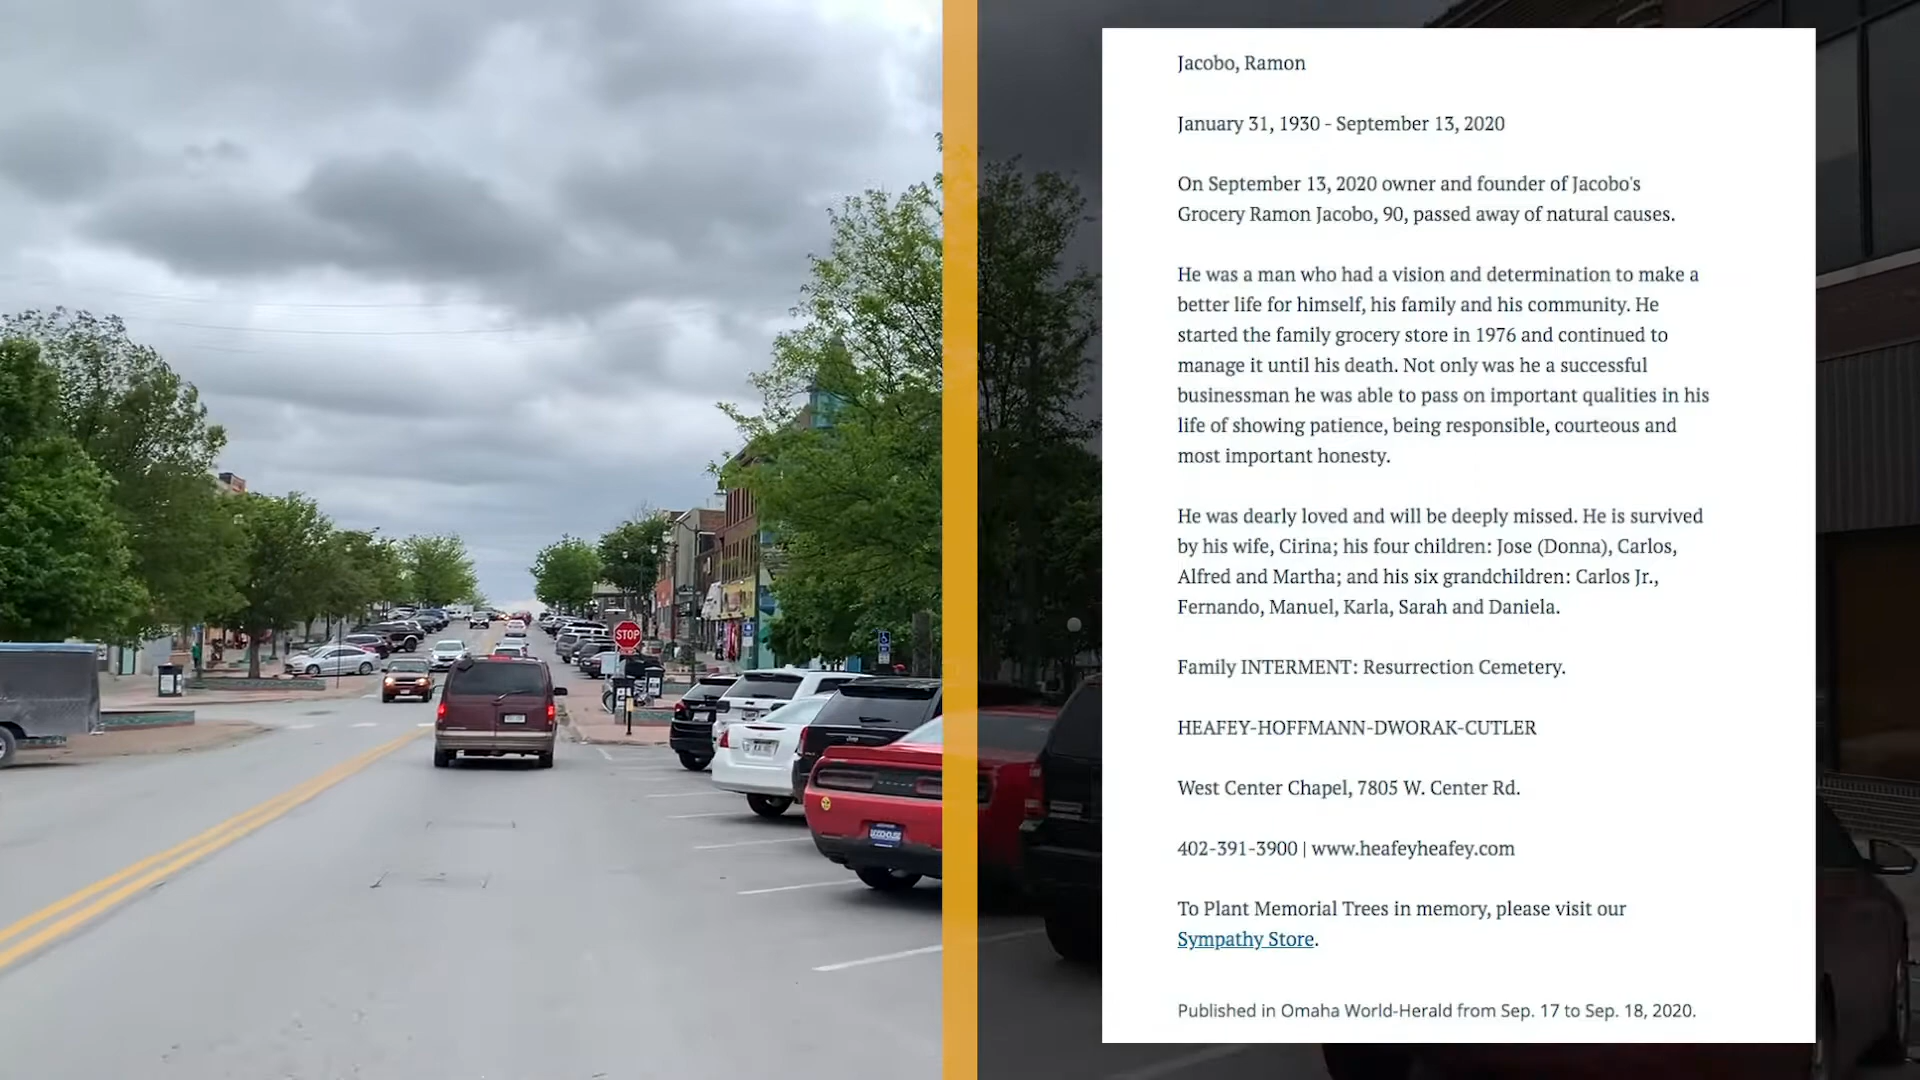 Jacobo, Ramon
January 31, 1930 - September 13, 2020
On September 13, 2020 owner and founder of Jacobo's
Grocery Ramon Jacobo, 90, passed away of natural causes.
He was a man who had a vision and determination to make a
better life for himself, his family and his community. He
started the family grocery store in 1976 and continued to
manage it until his death. Not only was he a successful
businessman he was able to pass on important qualities in his
life of showing patience, being responsible, courteous and
most important honesty.
He was dearly loved and will be deeply missed. He is survived
by his wife, Cirina; his four children: Jose (Donna), Carlos,
Alfred and Martha; and his six grandchildren: Carlos Jr.,
Fernando, Manuel, Karla, Sarah and Daniela.
Family INTERMENT: Resurrection Cemetery.
HEAFEY-HOFFMANN-DWORAK-CUTLER
West Center Chapel, 7805 W. Center Rd.
402-391-3900 | www.heafeyheafey.com
To Plant Memorial Trees in memory, please visit our
Sympathy Store.
Published in Omaha World-Herald from Sep. 17 to Sep. 18, 2020.
STOP